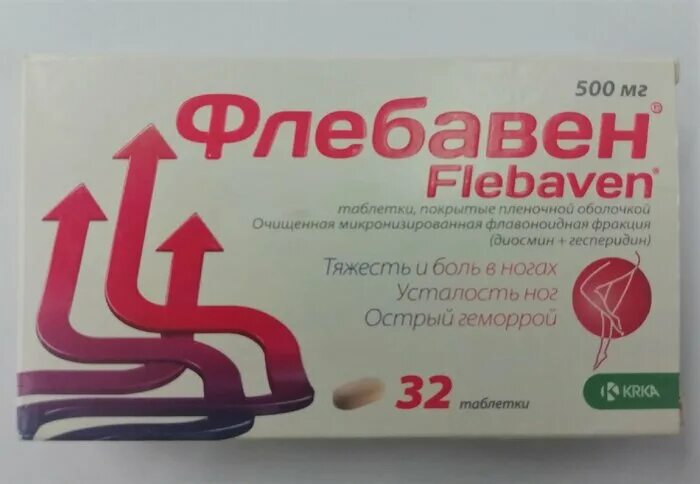 500 мг
Флебавен®
Flebaven®
таблетки, покрытые пленочной оболочкой
Очищенная микронизированная флавоноидная фракция
(диосмин + гесперидин)
Тяжесть и боль в ногах
Усталость ног
Острый геморрой
32 таблетки
KRKA